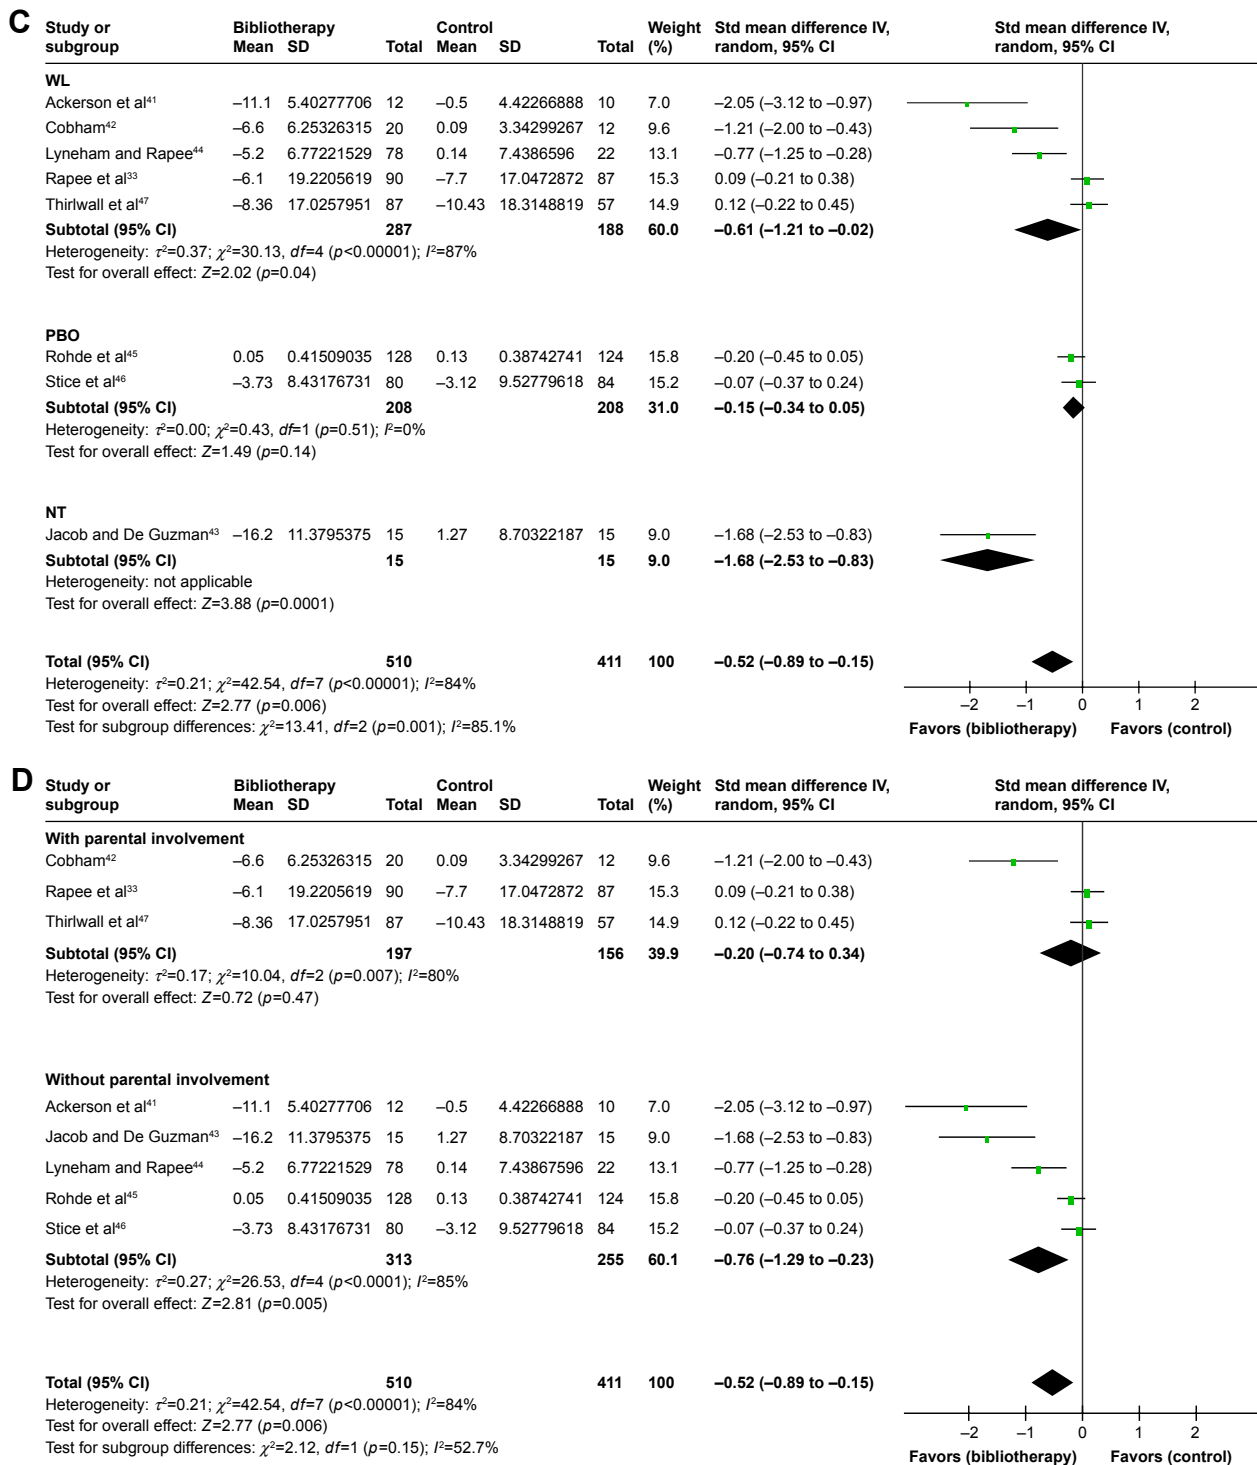 C
Study or Bibliotherapy Control Weight Std mean difference IV, Std mean difference IV,
subgroup Mean SD Total Mean SD Total (%) random, 95% CI random, 95% CI
WL
Ackerson et al41 –11.1 5.40277706 12 –0.5 4.42266888 10 7.0 –2.05 (–3.12 to –0.97)
Cobham42 –6.6 6.25326315 20 0.09 3.34299267 12 9.6 –1.21 (–2.00 to –0.43)
Lyneham and Rapee44 –5.2 6.77221529 78 0.14 7.4386596 22 13.1 –0.77 (–1.25 to –0.28)
Rapee et al33 –6.1 19.2205619 90 –7.7 17.0472872 87 15.3 0.09 (–0.21 to 0.38)
Thirlwall et al47 –8.36 17.0257951 87 –10.43 18.3148819 57 14.9 0.12 (–0.22 to 0.45)
Subtotal (95% CI) 287 188 60.0 –0.61 (–1.21 to –0.02)
Heterogeneity: τ2=0.37; χ2=30.13, df=4 (p<0.00001); I2=87%
Test for overall effect: Z=2.02 (p=0.04)
PBO
Rohde et al45 0.05 0.41509035 128 0.13 0.38742741 124 15.8 –0.20 (–0.45 to 0.05)
Stice et al46 –3.73 8.43176731 80 –3.12 9.52779618 84 15.2 –0.07 (–0.37 to 0.24)
Subtotal (95% CI) 208 208 31.0 –0.15 (–0.34 to 0.05)
Heterogeneity: τ2=0.00; χ2=0.43, df=1 (p=0.51); I2=0%
Test for overall effect: Z=1.49 (p=0.14)
NT
Jacob and De Guzman43 –16.2 11.3795375 15 1.27 8.70322187 15 9.0 –1.68 (–2.53 to –0.83)
Subtotal (95% CI) 15 15 9.0 –1.68 (–2.53 to –0.83)
Heterogeneity: not applicable
Test for overall effect: Z=3.88 (p=0.0001)
Total (95% CI) 510 411 100 –0.52 (–0.89 to –0.15)
Heterogeneity: τ2=0.21; χ2=42.54, df=7 (p<0.00001); I2=84%
Test for overall effect: Z=2.77 (p=0.006)
Test for subgroup differences: χ2=13.41, df=2 (p=0.001); I2=85.1%
–2 –1 0 1 2
Favors (bibliotherapy) Favors (control)
D
Study or Bibliotherapy Control Weight Std mean difference IV, Std mean difference IV,
subgroup Mean SD Total Mean SD Total (%) random, 95% CI random, 95% CI
With parental involvement
Cobham42 –6.6 6.25326315 20 0.09 3.34299267 12 9.6 –1.21 (–2.00 to –0.43)
Rapee et al33 –6.1 19.2205619 90 –7.7 17.0472872 87 15.3 0.09 (–0.21 to 0.38)
Thirlwall et al47 –8.36 17.0257951 87 –10.43 18.3148819 57 14.9 0.12 (–0.22 to 0.45)
Subtotal (95% CI) 197 156 39.9 –0.20 (–0.74 to 0.34)
Heterogeneity: τ2=0.17; χ2=10.04, df=2 (p=0.007); I2=80%
Test for overall effect: Z=0.72 (p=0.47)
Without parental involvement
Ackerson et al41 –11.1 5.40277706 12 –0.5 4.42266888 10 7.0 –2.05 (–3.12 to –0.97)
Jacob and De Guzman43 –16.2 11.3795375 15 1.27 8.70322187 15 9.0 –1.68 (–2.53 to –0.83)
Lyneham and Rapee44 –5.2 6.77221529 78 0.14 7.43867596 22 13.1 –0.77 (–1.25 to –0.28)
Rohde et al45 0.05 0.41509035 128 0.13 0.38742741 124 15.8 –0.20 (–0.45 to 0.05)
Stice et al46 –3.73 8.43176731 80 –3.12 9.52779618 84 15.2 –0.07 (–0.37 to 0.24)
Subtotal (95% CI) 313 255 60.1 –0.76 (–1.29 to –0.23)
Heterogeneity: τ2=0.27; χ2=26.53, df=4 (p<0.0001); I2=85%
Test for overall effect: Z=2.81 (p=0.005)
Total (95% CI) 510 411 100 –0.52 (–0.89 to –0.15)
Heterogeneity: τ2=0.21; χ2=42.54, df=7 (p<0.00001); I2=84%
Test for overall effect: Z=2.77 (p=0.006)
Test for subgroup differences: χ2=2.12, df=1 (p=0.15); I2=52.7%
–2 –1 0 1 2
Favors (bibliotherapy) Favors (control)